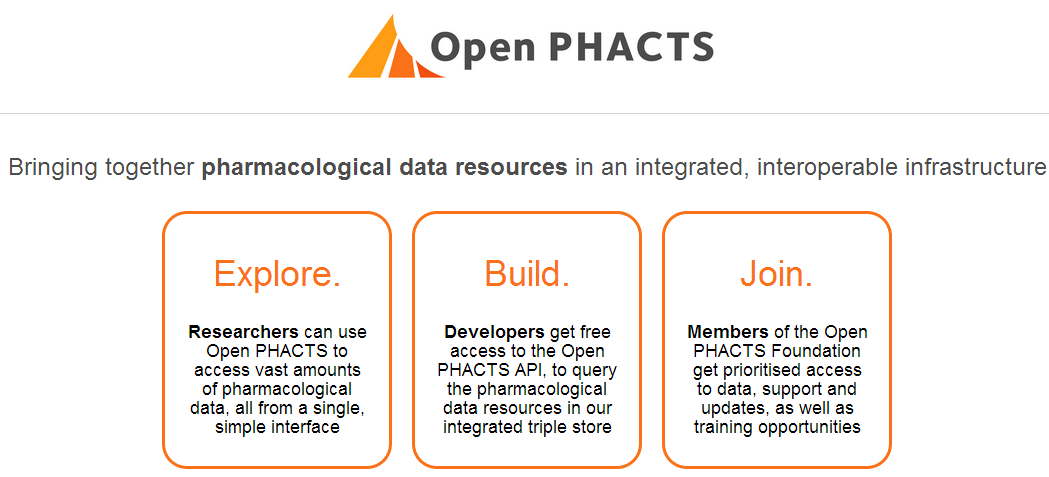 Open PHACTS
Bringing together pharmacological data resources in an integrated, interoperable infrastructure
Explore.
Researchers can use
Open PHACTS to
access vast amounts
of pharmacological
data, all from a single,
simple interface
Build.
Developers get free
access to the Open
PHACTS API, to query
the pharmacological
data resources in our
integrated triple store
Join.
Members of the Open
PHACTS Foundation
get prioritised access
to data, support and
updates, as well as
training opportunities